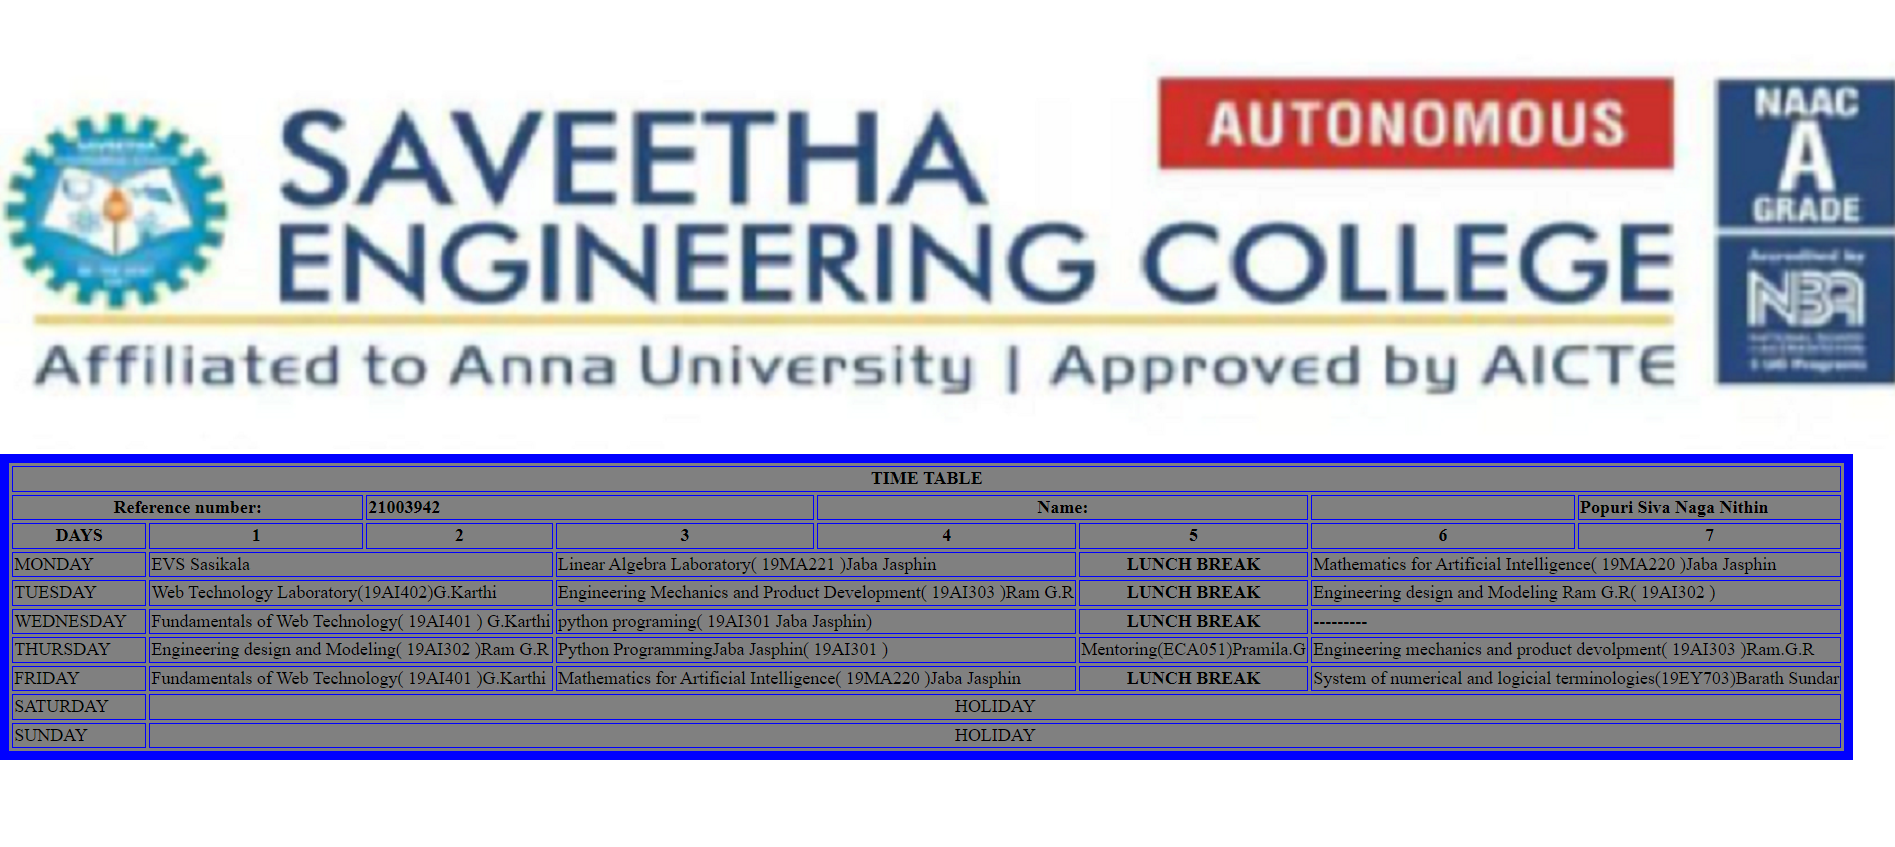 SAVEETHA
ENGINEERING COLLEGE
AUTONOMOUS
Affiliated to Anna University | Approved by AICTE
NAAC
A
GRADE
Accredited by
NBA
TIME TABLE
Reference number: 21003942 Name: Popuri Siva Naga Nithin
DAYS 1 2 3 4 5 6 7
MONDAY EVS Sasikala Linear Algebra Laboratory( 19MA221 )Jaba Jasphin LUNCH BREAK Mathematics for Artificial Intelligence( 19MA220 )Jaba Jasphin
TUESDAY Web Technology Laboratory(19AI402)G.Karthi Engineering Mechanics and Product Development( 19AI303 )Ram G.R LUNCH BREAK Engineering design and Modeling Ram G.R( 19AI302 )
WEDNESDAY Fundamentals of Web Technology( 19AI401 ) G.Karthi python programing( 19AI301 Jaba Jasphin) LUNCH BREAK ---------
THURSDAY Engineering design and Modeling( 19AI302 )Ram G.R Python ProgrammingJaba Jasphin( 19AI301 ) Mentoring(ECA051)Pramila.G Engineering mechanics and product devolpment( 19AI303 )Ram.G.R
FRIDAY Fundamentals of Web Technology( 19AI401 )G.Karthi Mathematics for Artificial Intelligence( 19MA220 )Jaba Jasphin LUNCH BREAK System of numerical and logicial terminologies(19EY703)Barath Sundar
SATURDAY HOLIDAY
SUNDAY HOLIDAY